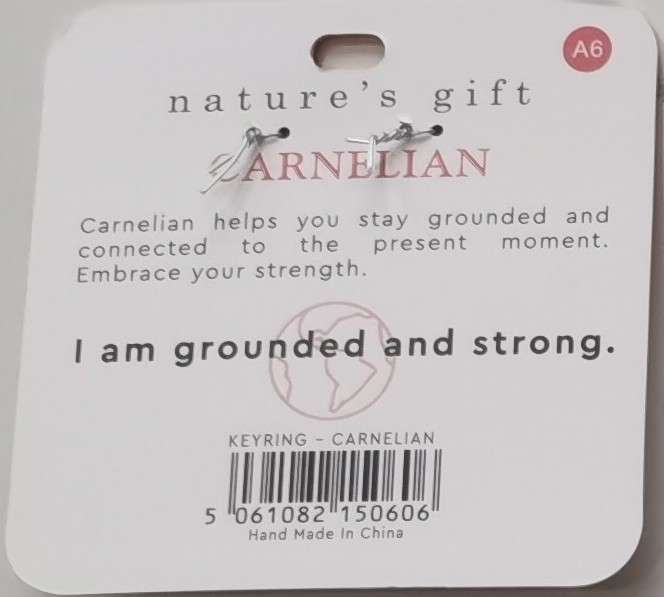 A6
nature's gift
CARNELIAN
Carnelian helps you stay grounded and
connected to the present moment.
Embrace your strength.
I am grounded and strong.
KEYRING - CARNELIAN
5 061082 150606
Hand Made In China